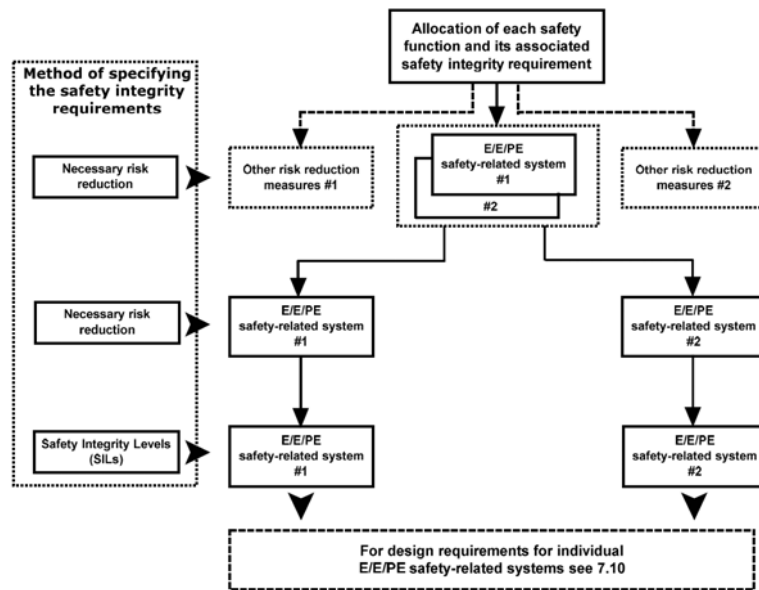 Allocation of each safety
function and its associated
safety integrity requirement
Method of specifying
the safety integrity
requirements
Necessary risk
reduction
Other risk reduction
measures #1
E/E/PE
safety-related system
#1
#2
Other risk reduction
measures #2
Necessary risk
reduction
E/E/PE
safety-related system
#1
E/E/PE
safety-related system
#2
Safety Integrity Levels
(SILs)
E/E/PE
safety-related system
#1
E/E/PE
safety-related system
#2
For design requirements for individual
E/E/PE safety-related systems see 7.10